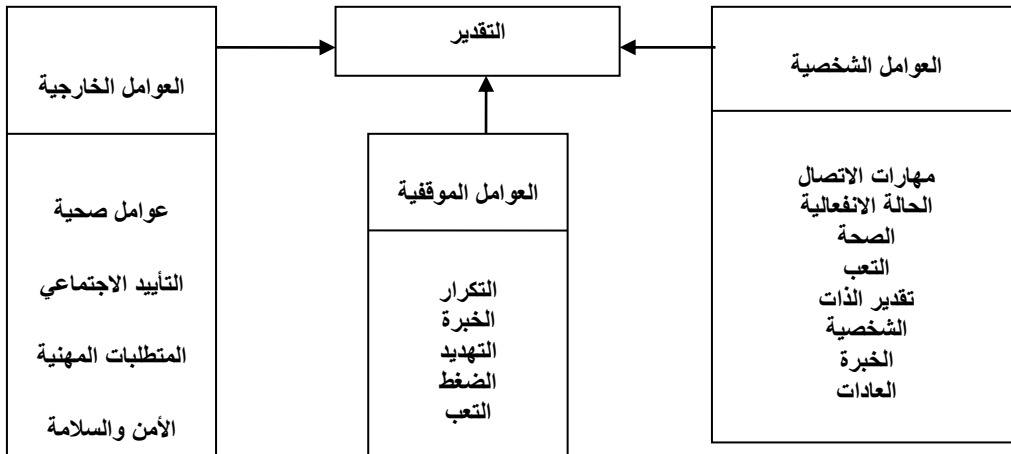 التقدير
العوامل الشخصية
مهارات الاتصال
الحالة الانفعالية
الصحة
التعب
تقدير الذات
الشخصية
الخبرة
العادات
العوامل الموقفية
التكرار
الخبرة
التهديد
الضغط
التعب
العوامل الخارجية
عوامل صحية
التأييد الاجتماعي
المتطلبات المهنية
الأمن والسلامة